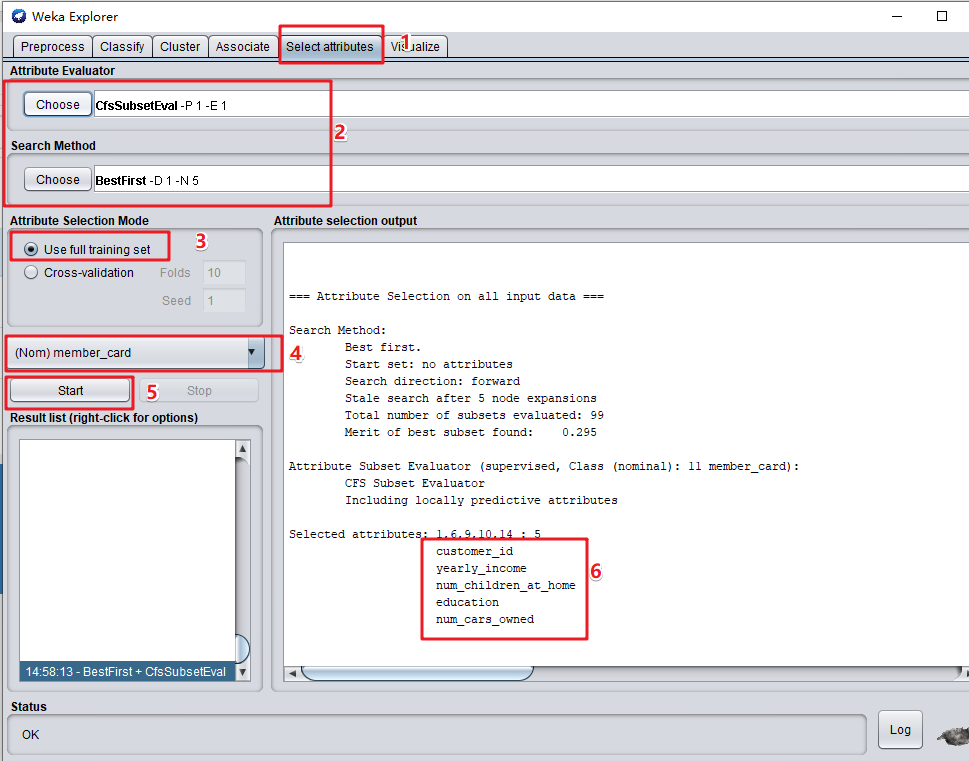 Weka Explorer
Preprocess Classify Cluster Associate Select attributes Visualize
1
Attribute Evaluator
Choose CfsSubsetEval -P 1 -E 1
2
Search Method
Choose BestFirst -D 1 -N 5
Attribute Selection Mode
Use full training set
3
Cross-validation Folds 10
Seed 1
(Nom) member_card
4
Start 5 Stop
Result list (right-click for options)
14:58:13 - BestFirst + CfsSubsetEval
Attribute selection output
=== Attribute Selection on all input data ===
Search Method:
Best first.
Start set: no attributes
Search direction: forward
Stale search after 5 node expansions
Total number of subsets evaluated: 99
Merit of best subset found: 0.295
Attribute Subset Evaluator (supervised, Class (nominal): 11 member_card):
CFS Subset Evaluator
Including locally predictive attributes
Selected attributes: 1,6,9,10,14 : 5
customer_id
yearly_income
num_children_at_home
education
num_cars_owned
6
Status
OK
Log